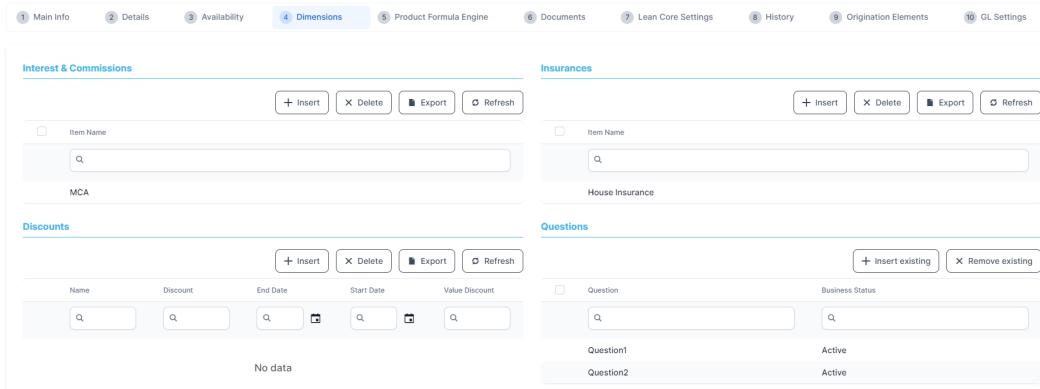 1 Main Info 2 Details 3 Availability 4 Dimensions 5 Product Formula Engine 6 Documents 7 Lean Core Settings 8 History 9 Origination Elements 10 GL Settings
Interest & Commissions
+ Insert × Delete Export Refresh
Item Name
MCA
Insurances
+ Insert × Delete Export Refresh
Item Name
House Insurance
Discounts
+ Insert × Delete Export Refresh
Name Discount End Date Start Date Value Discount
No data
Questions
+ Insert existing × Remove existing
Question Business Status
Question1 Active
Question2 Active